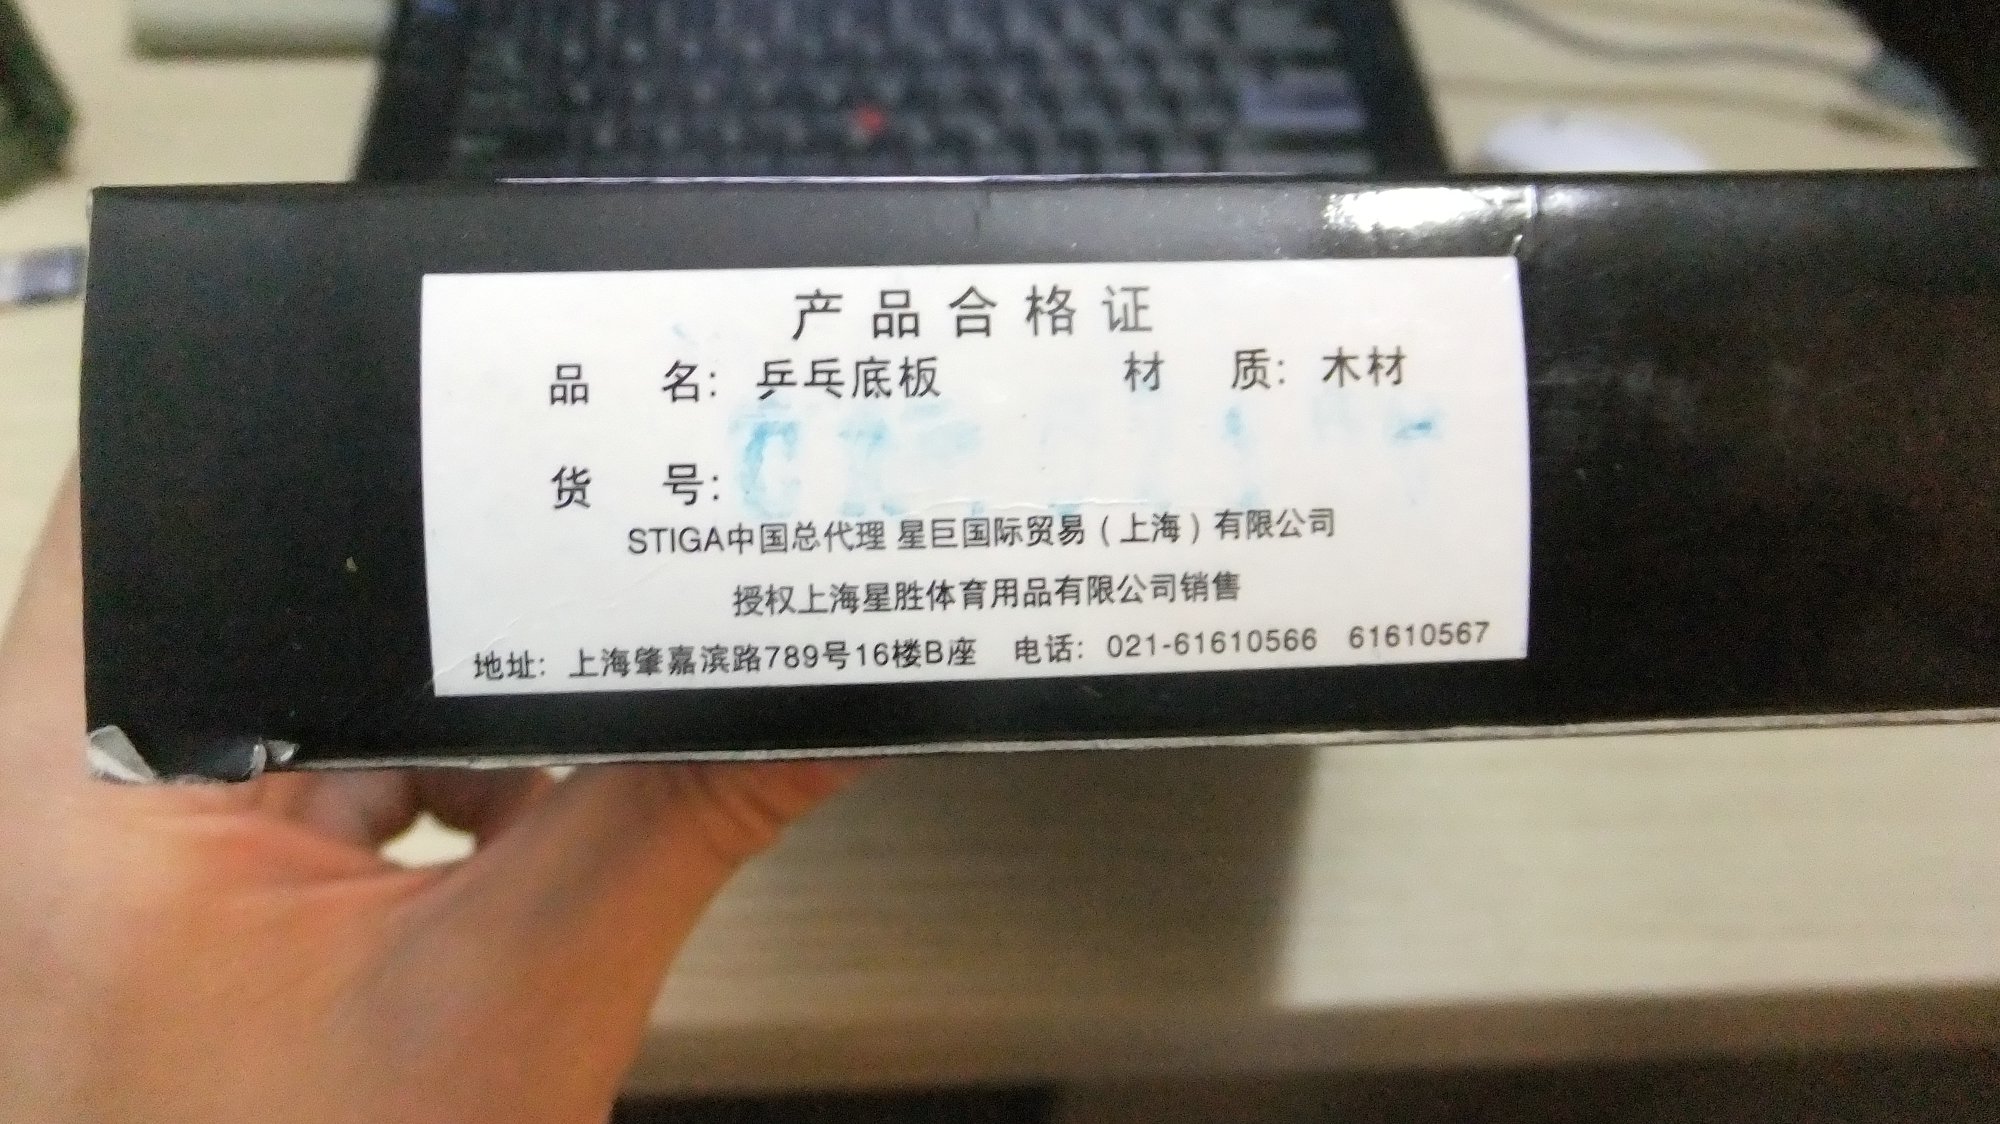 产品合格证
品 名: 乒乓底板 材 质: 木材
货 号:
STIGA中国总代理 星巨国际贸易(上海)有限公司
授权上海星胜体育用品有限公司销售
地址: 上海肇嘉滨路789号16楼B座 电话: 021-61610566 61610567